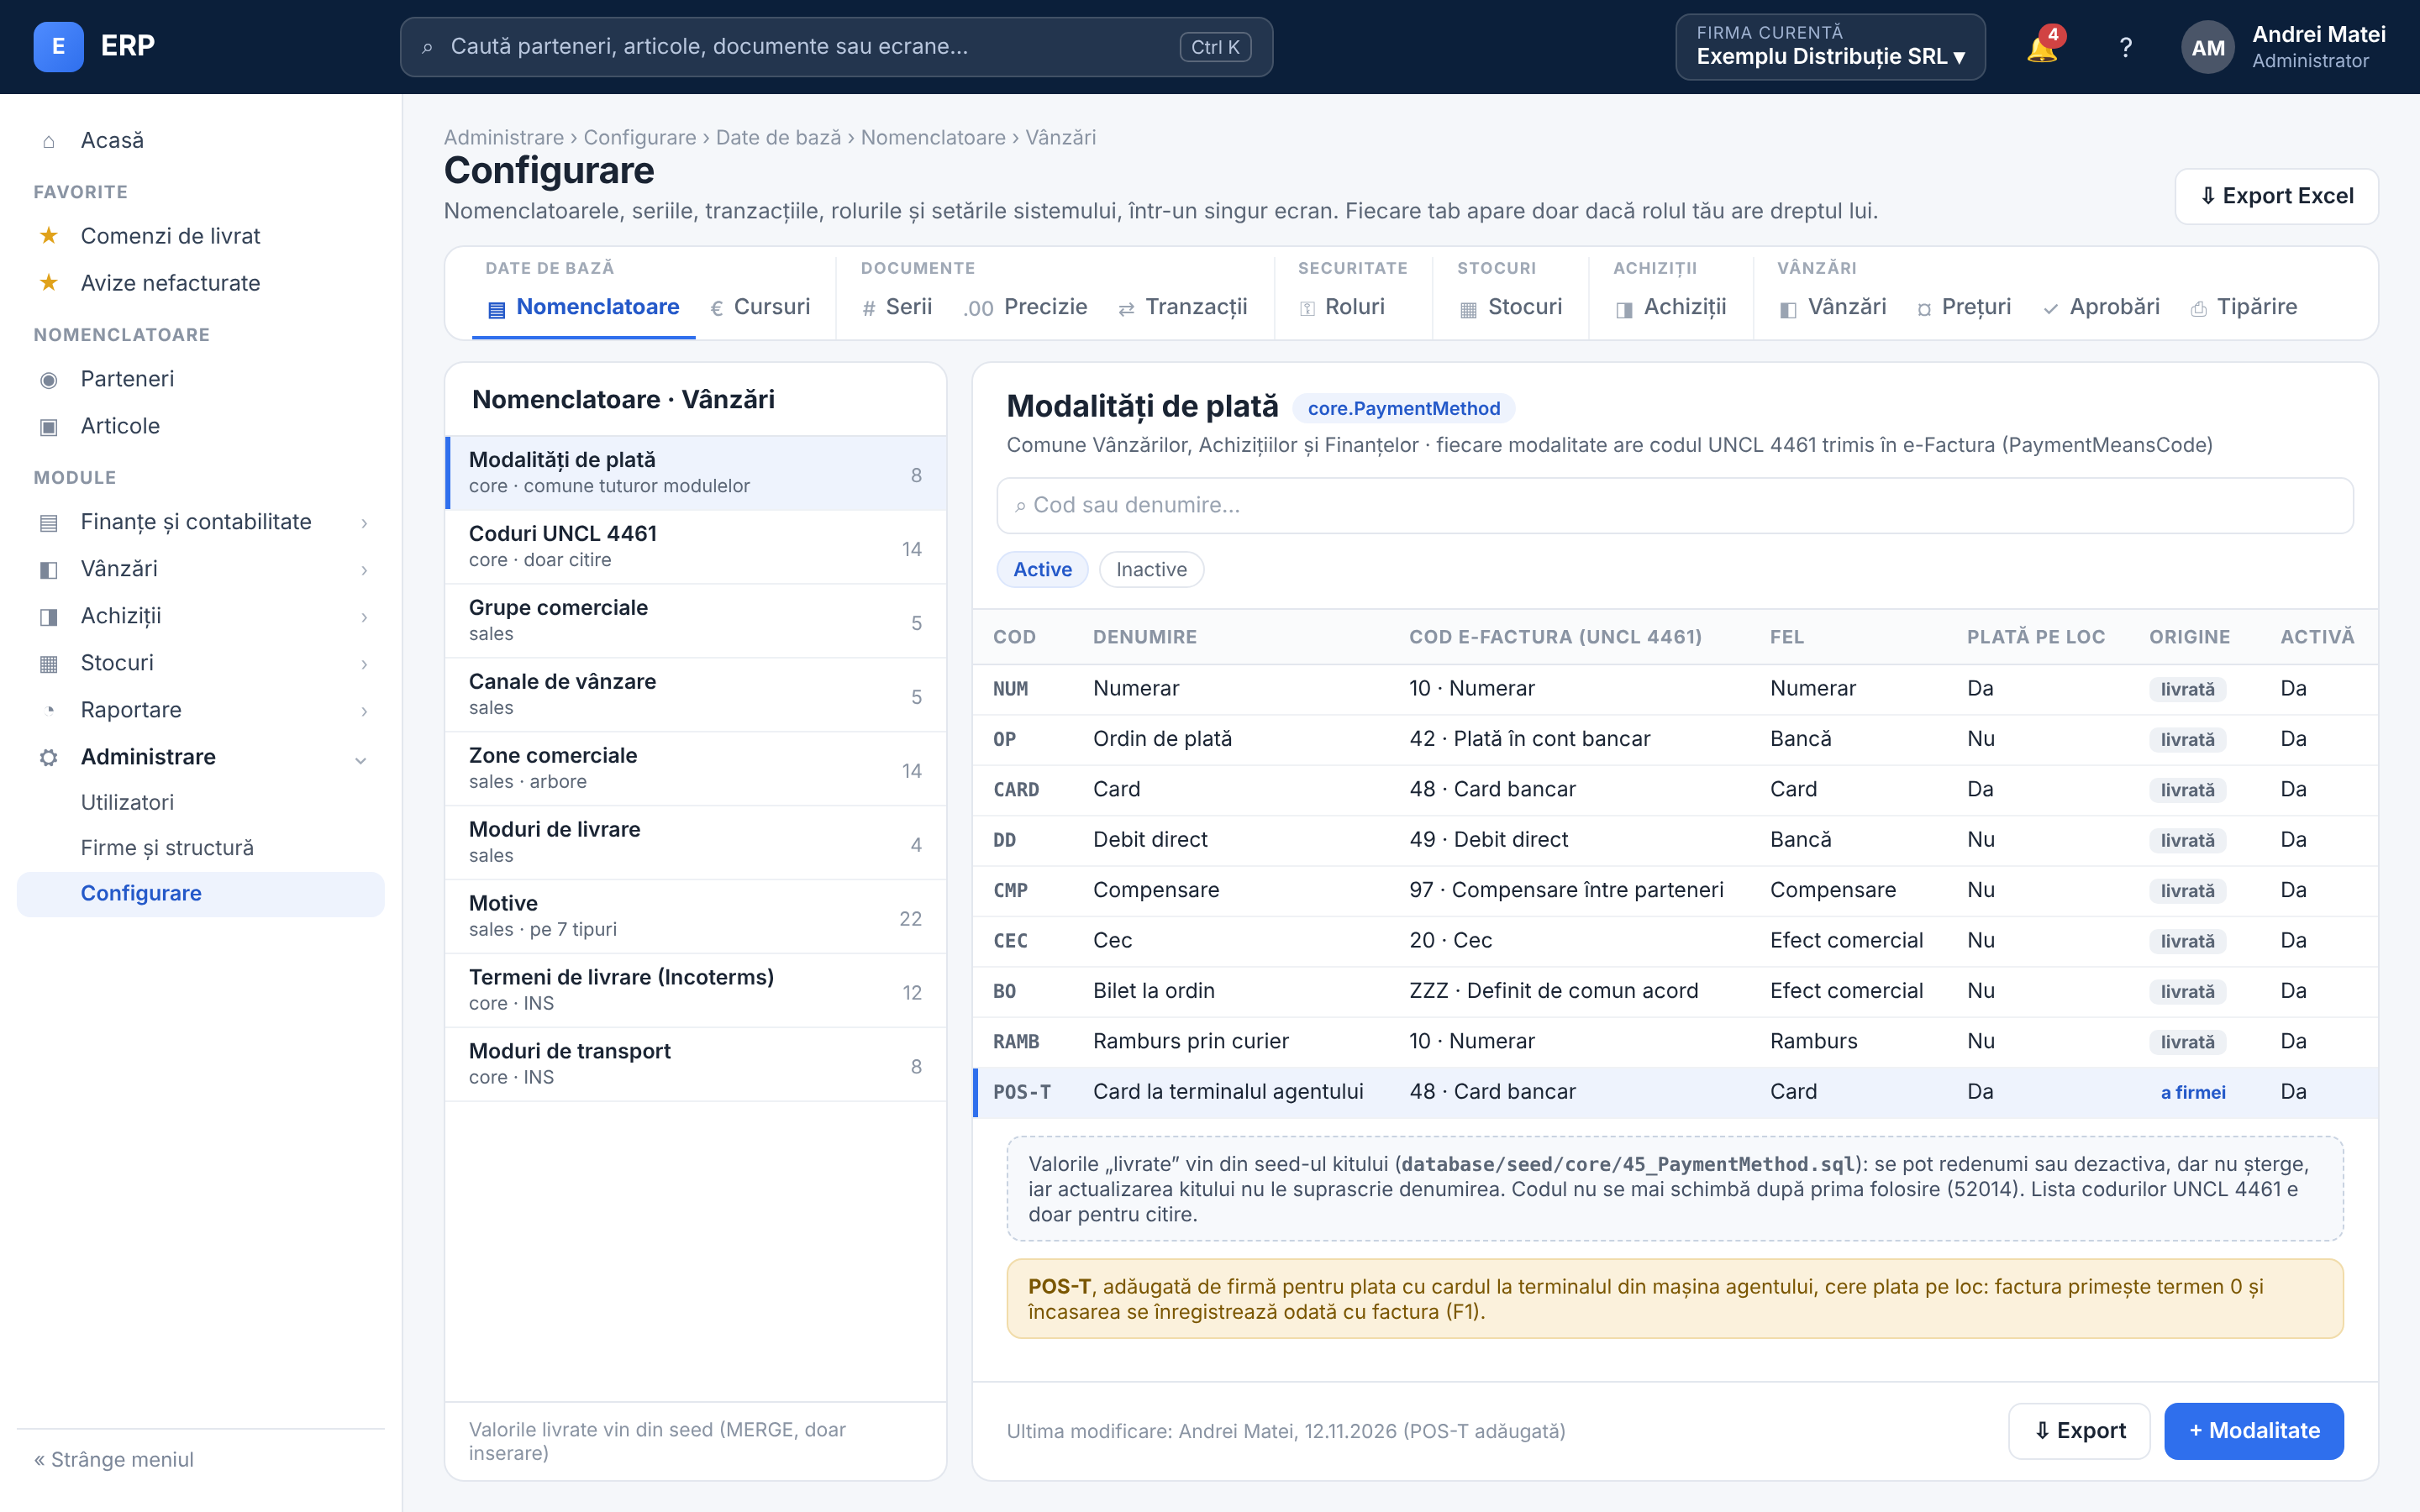 E ERP
Caută parteneri, articole, documente sau ecrane... Ctrl K
FIRMA CURENTĂ
Exemplu Distribuție SRL ▾
4
?
AM
Andrei Matei
Administrator
Acasă
FAVORITE
★ Comenzi de livrat
★ Avize nefacturate
NOMENCLATOARE
Parteneri
Articole
MODULE
Finanțe și contabilitate ›
Vânzări ›
Achiziții ›
Stocuri ›
Raportare ›
Administrare
Utilizatori
Firme și structură
Configurare
« Strânge meniul
Administrare › Configurare › Date de bază › Nomenclatoare › Vânzări
Configurare
Nomenclatoarele, seriile, tranzacțiile, rolurile și setările sistemului, într-un singur ecran. Fiecare tab apare doar dacă rolul tău are dreptul lui.
⇩ Export Excel
DATE DE BAZĂ DOCUMENTE SECURITATE STOCURI ACHIZIȚII VÂNZĂRI
Nomenclatoare € Cursuri # Serii .00 Precizie ⇄ Tranzacții Roluri Stocuri Achiziții Vânzări ¤ Prețuri ✓ Aprobări Tipărire
Nomenclatoare · Vânzări
Modalități de plată
core · comune tuturor modulelor
8
Coduri UNCL 4461
core · doar citire
14
Grupe comerciale
sales
5
Canale de vânzare
sales
5
Zone comerciale
sales · arbore
14
Moduri de livrare
sales
4
Motive
sales · pe 7 tipuri
22
Termeni de livrare (Incoterms)
core · INS
12
Moduri de transport
core · INS
8
Valorile livrate vin din seed (MERGE, doar
inserare)
Modalități de plată core.PaymentMethod
Comune Vânzărilor, Achizițiilor și Finanțelor · fiecare modalitate are codul UNCL 4461 trimis în e-Factura (PaymentMeansCode)
Cod sau denumire...
Active Inactive
COD DENUMIRE COD E-FACTURA (UNCL 4461) FEL PLATĂ PE LOC ORIGINE ACTIVĂ
NUM Numerar 10 · Numerar Numerar Da livrată Da
OP Ordin de plată 42 · Plată în cont bancar Bancă Nu livrată Da
CARD Card 48 · Card bancar Card Da livrată Da
DD Debit direct 49 · Debit direct Bancă Nu livrată Da
CMP Compensare 97 · Compensare între parteneri Compensare Nu livrată Da
CEC Cec 20 · Cec Efect comercial Nu livrată Da
BO Bilet la ordin ZZZ · Definit de comun acord Efect comercial Nu livrată Da
RAMB Ramburs prin curier 10 · Numerar Ramburs Nu livrată Da
POS-T Card la terminalul agentului 48 · Card bancar Card Da a firmei Da
Valorile „livrate” vin din seed-ul kitului (database/seed/core/45_PaymentMethod.sql): se pot redenumi sau dezactiva, dar nu șterge,
iar actualizarea kitului nu le suprascrie denumirea. Codul nu se mai schimbă după prima folosire (52014). Lista codurilor UNCL 4461 e
doar pentru citire.
POS-T, adăugată de firmă pentru plata cu cardul la terminalul din mașina agentului, cere plata pe loc: factura primește termen 0 și
încasarea se înregistrează odată cu factura (F1).
Ultima modificare: Andrei Matei, 12.11.2026 (POS-T adăugată)
⇩ Export
+ Modalitate